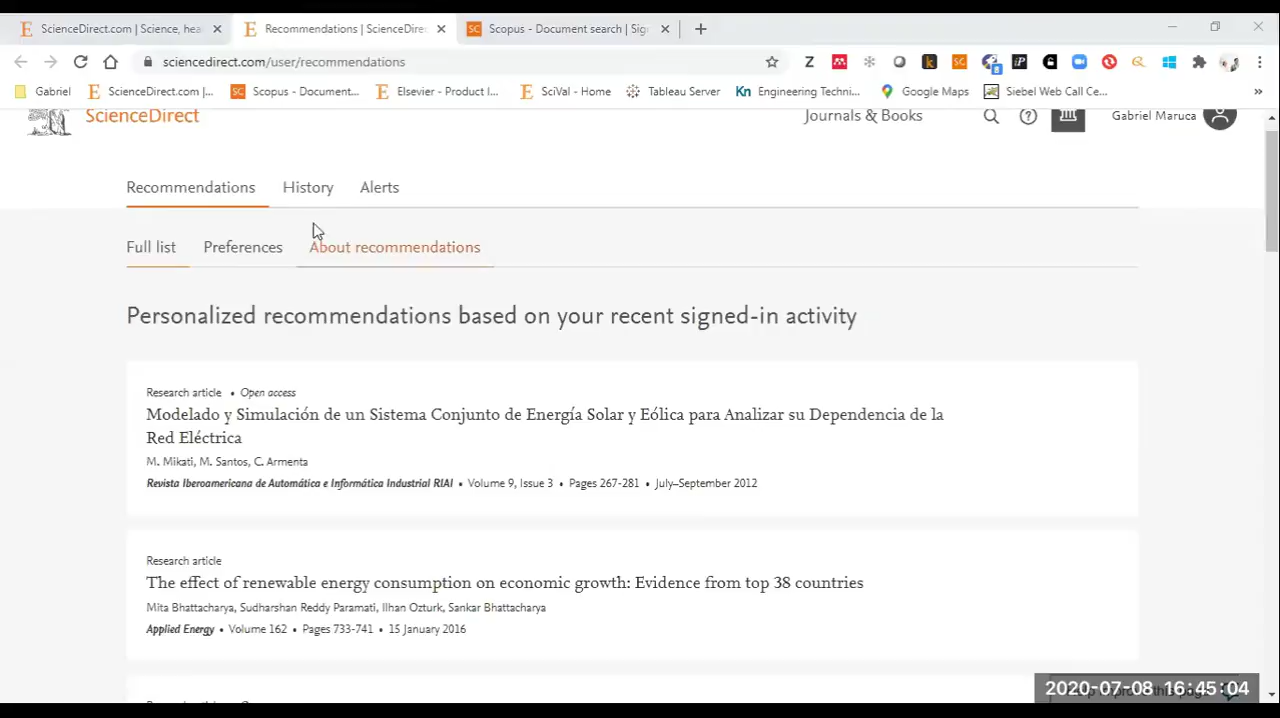 ScienceDirect.com | Science, hea
Recommendations | ScienceDirec
Scopus - Document search | Sign
sciencedirect.com/user/recommendations
Gabriel
ScienceDirect.com |...
Scopus - Document...
Elsevier - Product I...
SciVal - Home
Tableau Server
Engineering Techni...
Google Maps
Siebel Web Call Ce...
ScienceDirect
Journals & Books
Gabriel Maruca
Recommendations
History
Alerts
Full list
Preferences
About recommendations
Personalized recommendations based on your recent signed-in activity
Research article • Open access
Modelado y Simulación de un Sistema Conjunto de Energía Solar y Eólica para Analizar su Dependencia de la
Red Eléctrica
M. Mikati, M. Santos, C. Armenta
Revista Iberoamericana de Automática e Informática Industrial RIAI • Volume 9, Issue 3 • Pages 267-281 • July–September 2012
Research article
The effect of renewable energy consumption on economic growth: Evidence from top 38 countries
Mita Bhattacharya, Sudharshan Reddy Paramati, Ilhan Ozturk, Sankar Bhattacharya
Applied Energy • Volume 162 • Pages 733-741 • 15 January 2016
2020-07-08 16:45:04